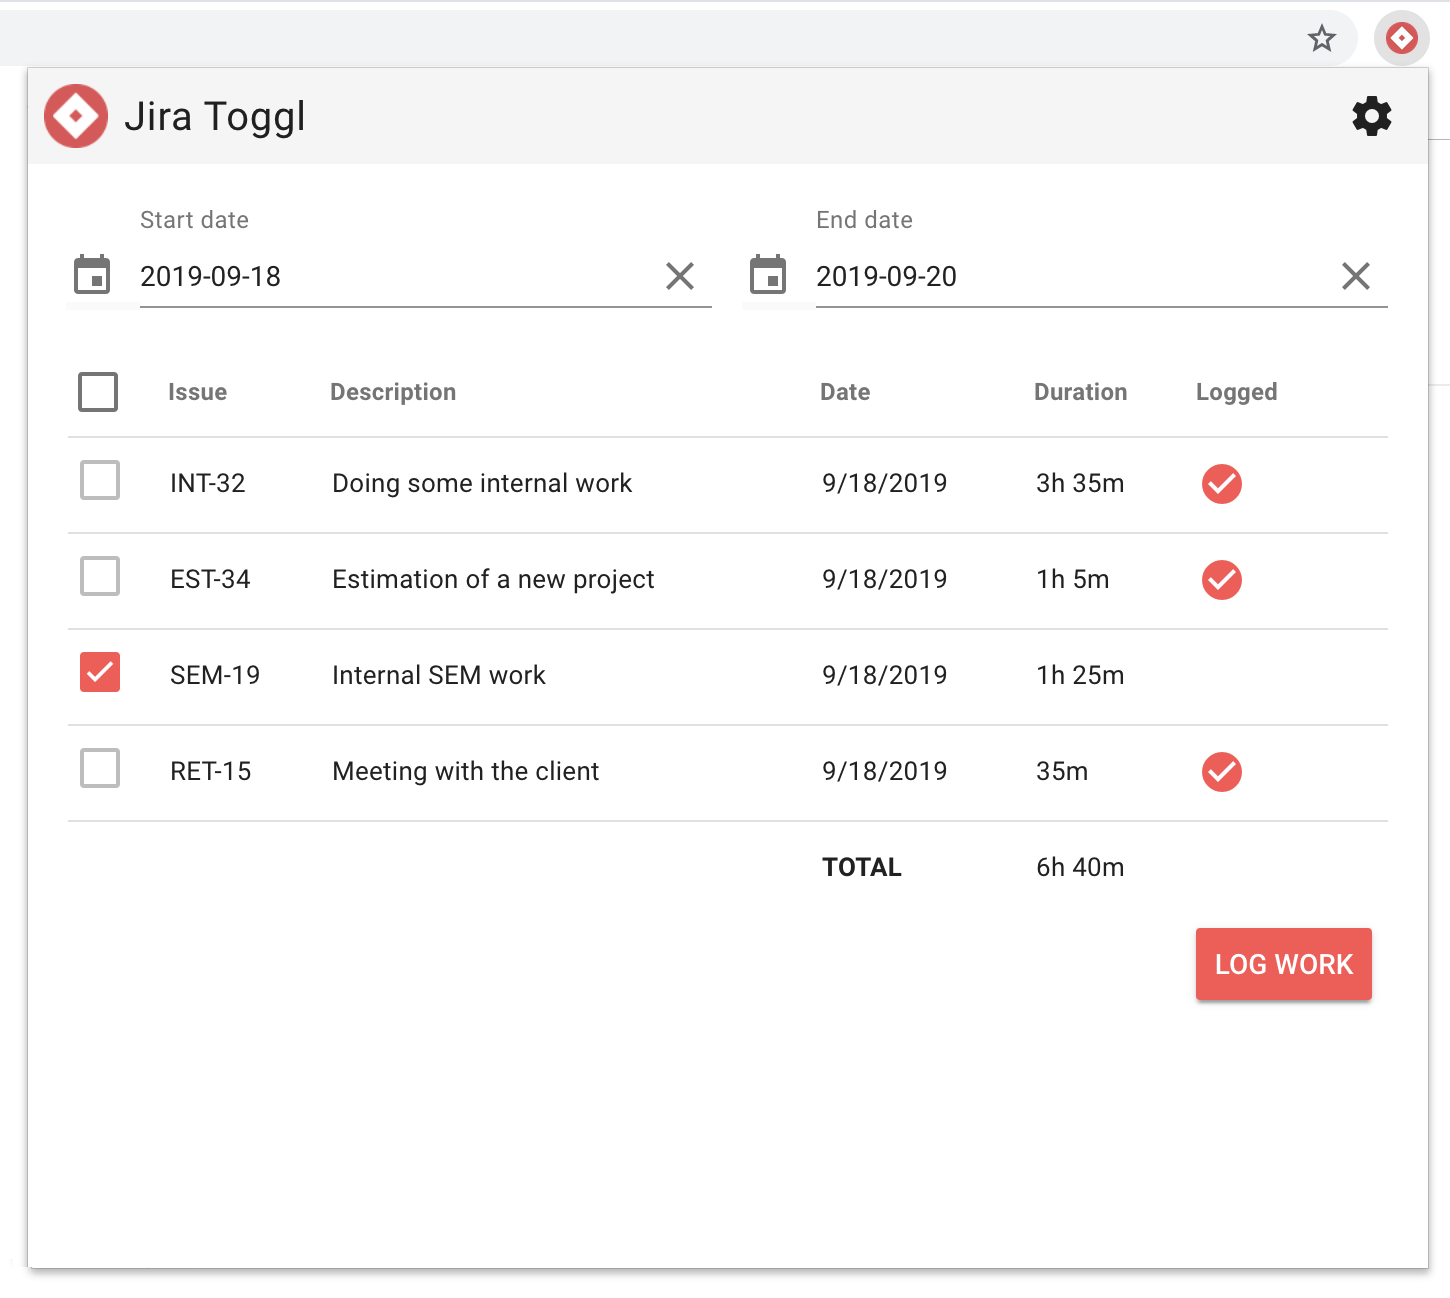 Jira Toggl
Start date
End date
2019-09-18
2019-09-20
Issue Description Date Duration Logged
INT-32 Doing some internal work 9/18/2019 3h 35m
EST-34 Estimation of a new project 9/18/2019 1h 5m
SEM-19 Internal SEM work 9/18/2019 1h 25m
RET-15 Meeting with the client 9/18/2019 35m
TOTAL 6h 40m
LOG WORK